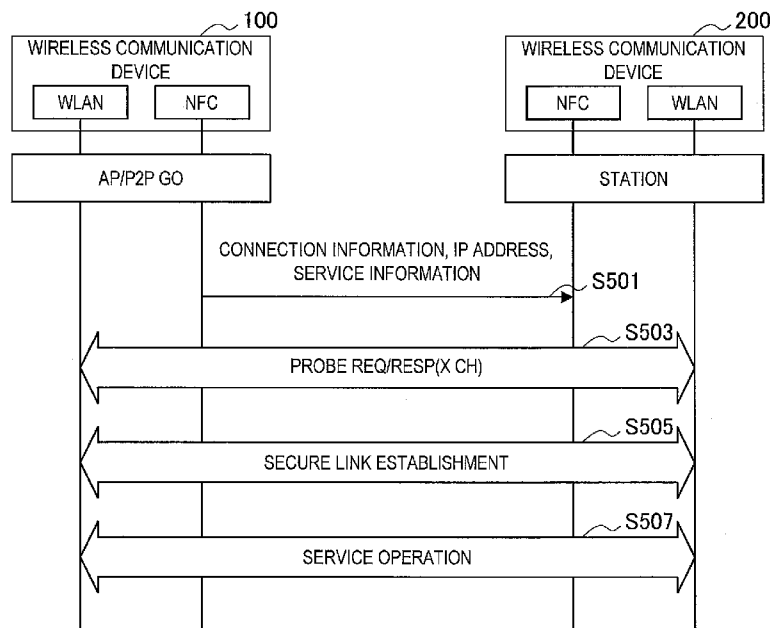 100
200
WIRELESS COMMUNICATION
DEVICE
WLAN
NFC
WIRELESS COMMUNICATION
DEVICE
NFC
WLAN
AP/P2P GO
STATION
CONNECTION INFORMATION, IP ADDRESS,
SERVICE INFORMATION
S501
S503
PROBE REQ/RESP(X CH)
S505
SECURE LINK ESTABLISHMENT
S507
SERVICE OPERATION